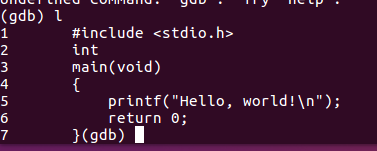 (gdb) l
1 #include <stdio.h>
2 int
3 main(void)
4 {
5 printf("Hello, world!\n");
6 return 0;
7 }(gdb)